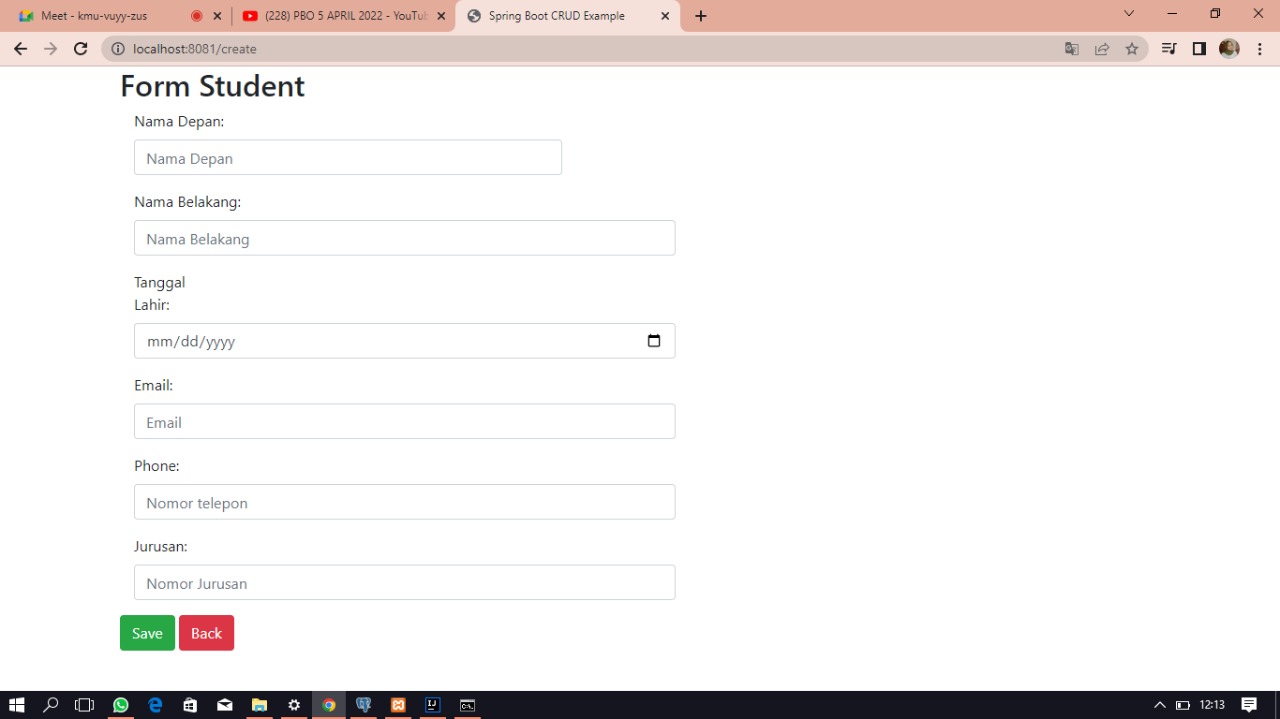 Meet - kmu-vuyy-zus
(228) PBO 5 APRIL 2022 - YouTu
Spring Boot CRUD Example
localhost:8081/create
Form Student
Nama Depan:
Nama Depan
Nama Belakang:
Nama Belakang
Tanggal
Lahir:
mm/dd/yyyy
Email:
Email
Phone:
Nomor telepon
Jurusan:
Nomor Jurusan
Save Back
12:13